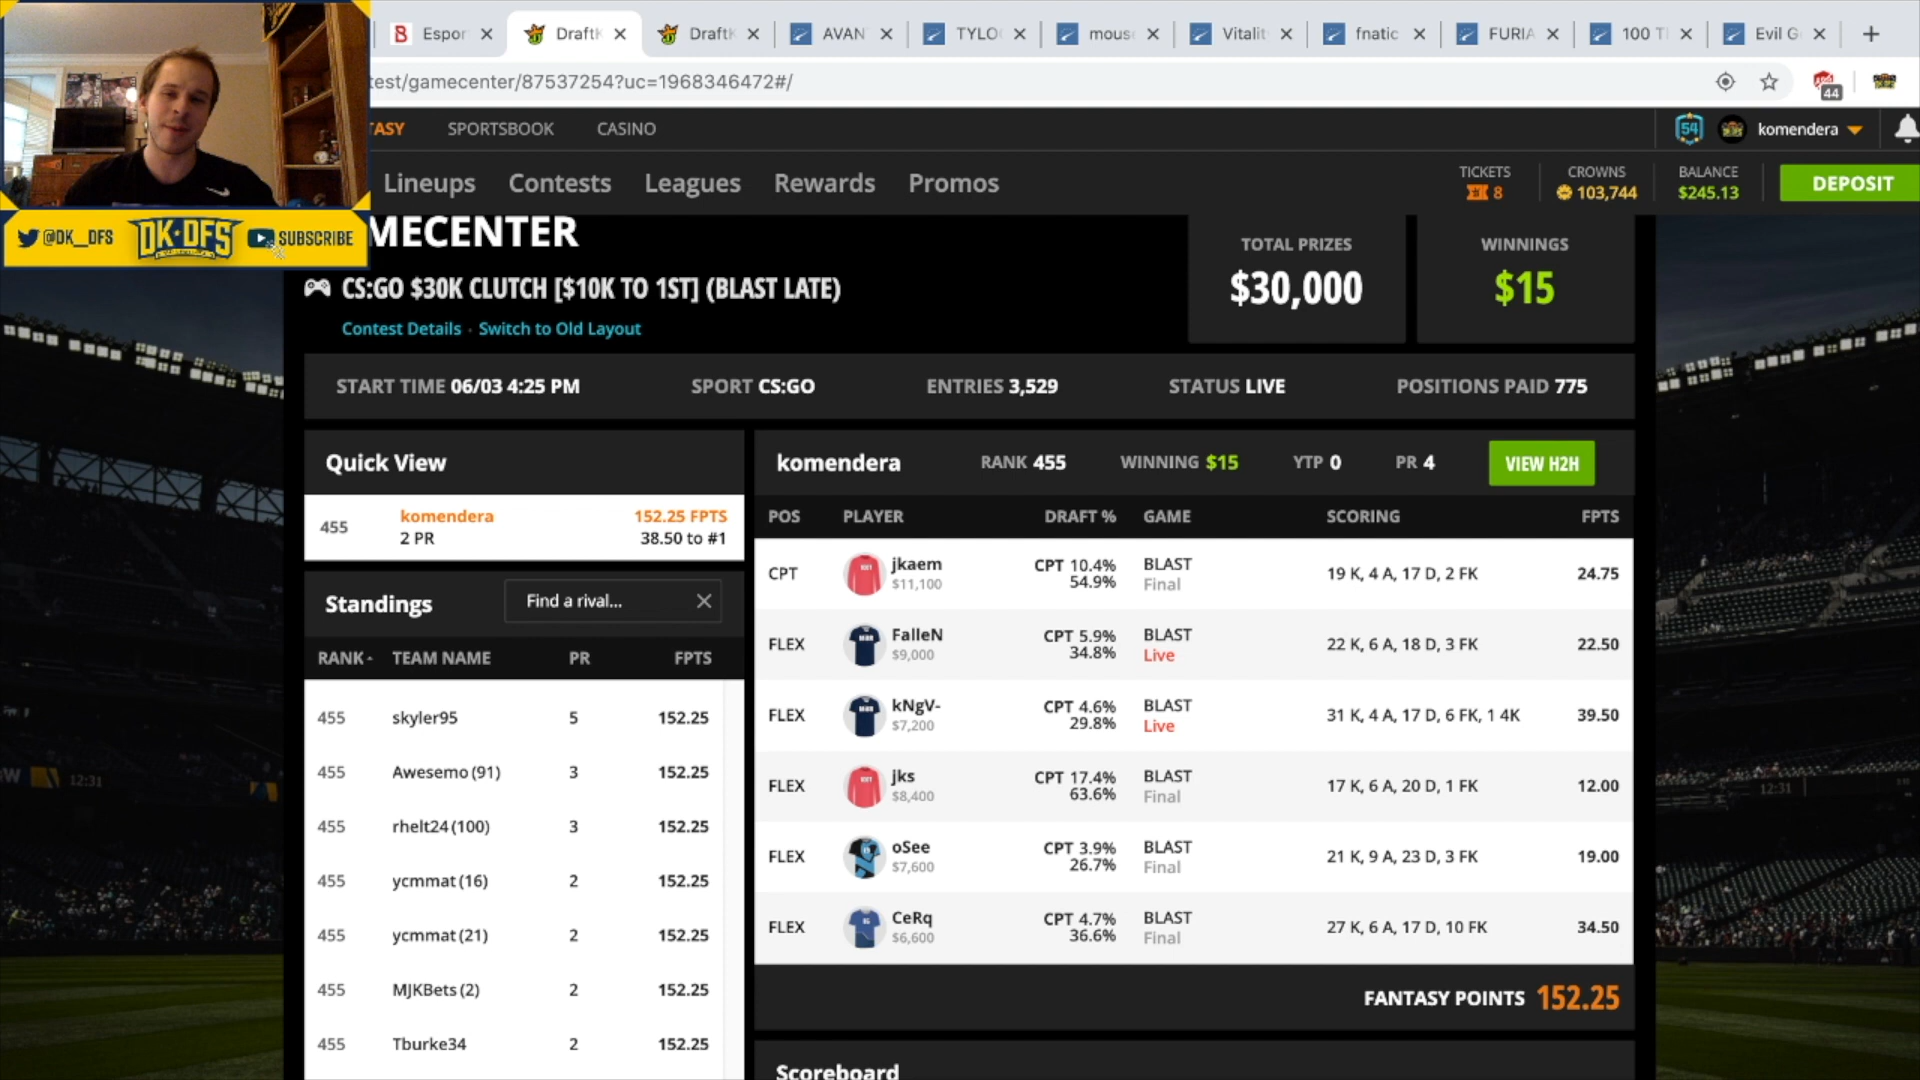 Espor
DraftK
DraftK
AVAN
TYLO
mous
Vitalit
fnatic
FURIA
100 T
Evil G
test/gamecenter/87537254?uc=1968346472#/
44
TASY
SPORTSBOOK
CASINO
54
komendera
Lineups
Contests
Leagues
Rewards
Promos
TICKETS
8
CROWNS
103,744
BALANCE
$245.13
DEPOSIT
@DK__DFS
DK DFS
SUBSCRIBE
MECENTER
CS:GO $30K CLUTCH [$10K TO 1ST] (BLAST LATE)
Contest Details · Switch to Old Layout
TOTAL PRIZES
$30,000
WINNINGS
$15
START TIME 06/03 4:25 PM
SPORT CS:GO
ENTRIES 3,529
STATUS LIVE
POSITIONS PAID 775
Quick View
455
komendera
152.25 FPTS
2 PR
38.50 to #1
Standings
Find a rival...
RANK TEAM NAME PR FPTS
455 skyler95 5 152.25
455 Awesemo (91) 3 152.25
455 rhelt24 (100) 3 152.25
455 ycmmat (16) 2 152.25
455 ycmmat (21) 2 152.25
455 MJKBets (2) 2 152.25
455 Tburke34 2 152.25
komendera RANK 455 WINNING $15 YTP 0 PR 4 VIEW H2H
POS PLAYER DRAFT % GAME SCORING FPTS
CPT jkaem $11,100 CPT 10.4% 54.9% BLAST Final 19 K, 4 A, 17 D, 2 FK 24.75
FLEX FalleN $9,000 CPT 5.9% 34.8% BLAST Live 22 K, 6 A, 18 D, 3 FK 22.50
FLEX kNgV- $7,200 CPT 4.6% 29.8% BLAST Live 31 K, 4 A, 17 D, 6 FK, 1 4K 39.50
FLEX jks $8,400 CPT 17.4% 63.6% BLAST Final 17 K, 6 A, 20 D, 1 FK 12.00
FLEX oSee $7,600 CPT 3.9% 26.7% BLAST Final 21 K, 9 A, 23 D, 3 FK 19.00
FLEX CeRq $6,600 CPT 4.7% 36.6% BLAST Final 27 K, 6 A, 17 D, 10 FK 34.50
FANTASY POINTS 152.25
Scoreboard
12:31
12:31